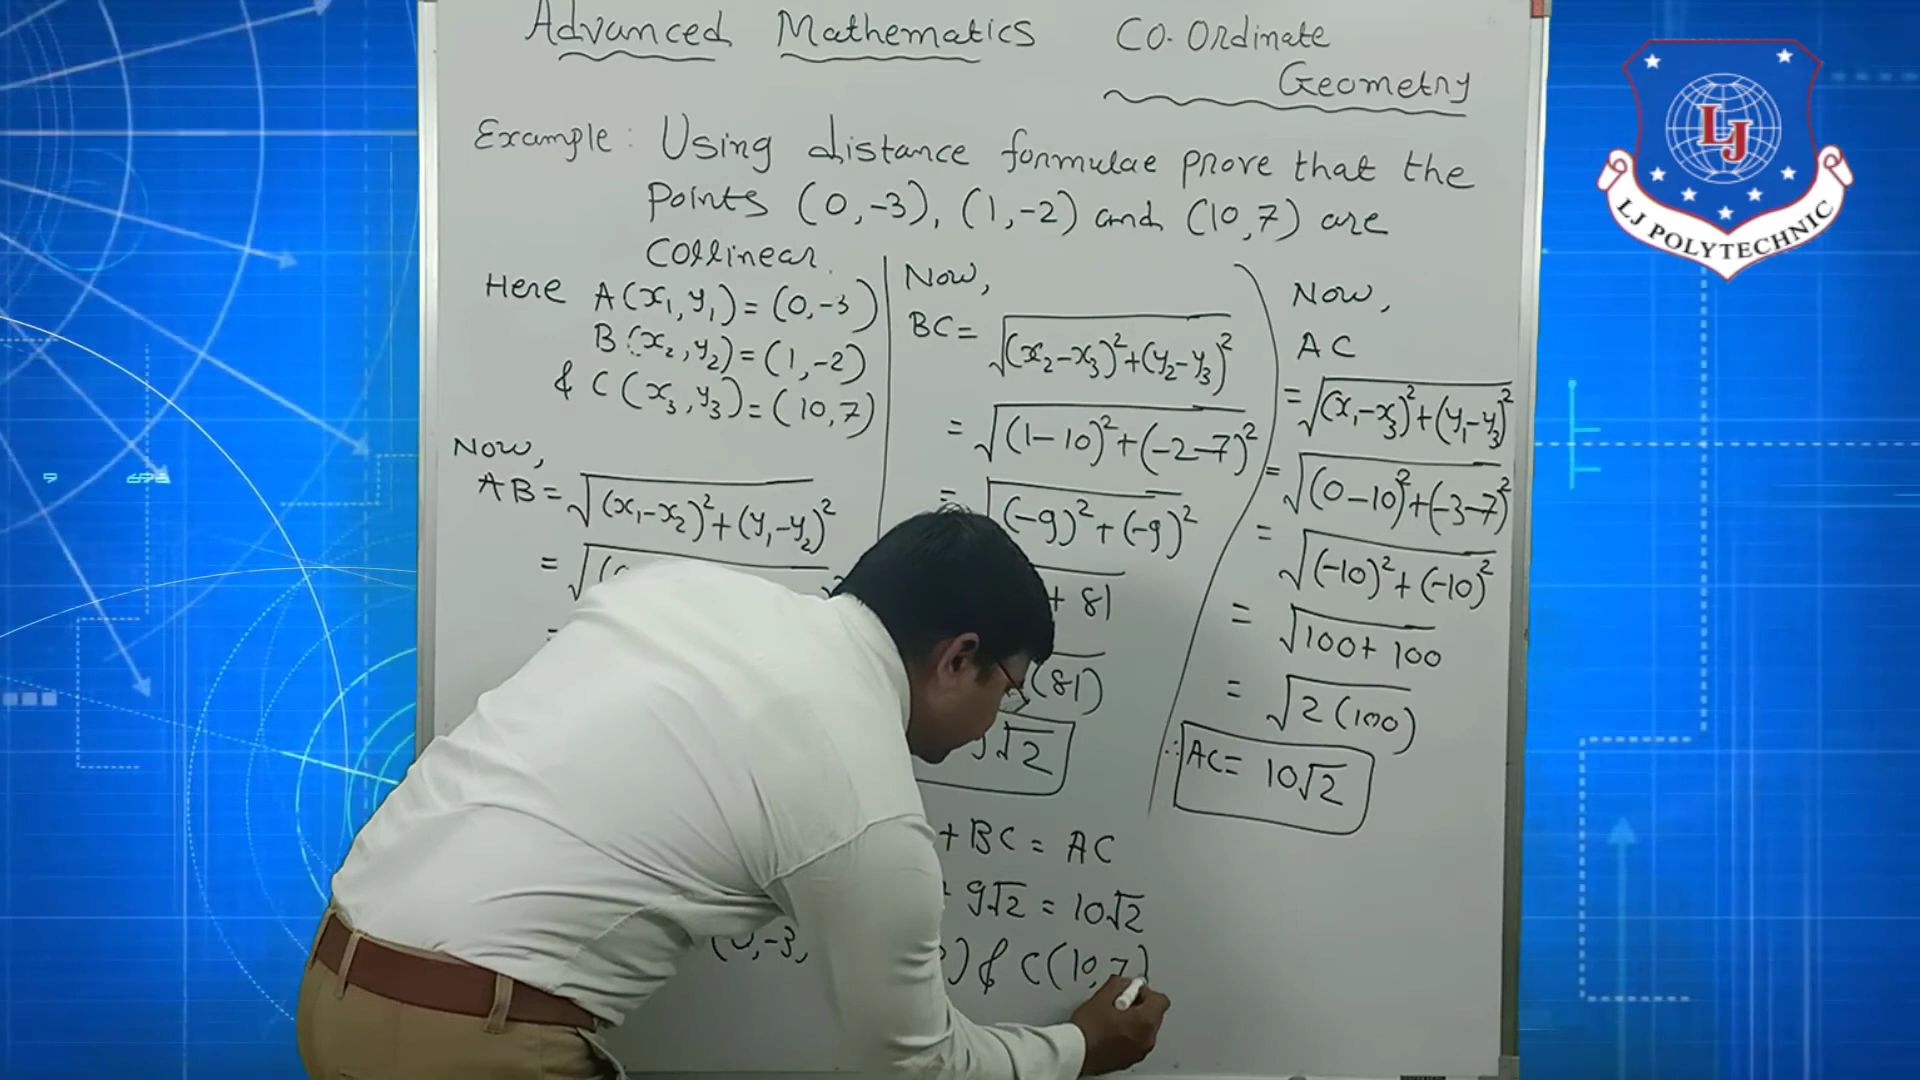 Advanced Mathematics Co-Ordinate
Geometry
Example: Using distance formulae prove that the
points (0,-3), (1,-2) and (10,7) are
collinear.
Here A(x₁,y₁)=(0,-3)
B(x₂,y₂)=(1,-2)
& C(x₃,y₃)=(10,7)
Now,
AB=√(x₁-x₂)²+(y₁-y₂)²
=√(
=
Now,
BC=√(x₂-x₃)²+(y₂-y₃)²
=√(1-10)²+(-2-7)²
=√(-9)²+(-9)²
+ 81
(81)
√2
Now,
AC
=√(x₁-x₃)²+(y₁-y₃)²
=√(0-10)²+(-3-7)²
=√(-10)²+(-10)²
=√100+100
=√2(100)
∴AC= 10√2
+ BC = AC
9√2 = 10√2
,-3, ) & C(10,7)
LJ
LJ POLYTECHNIC